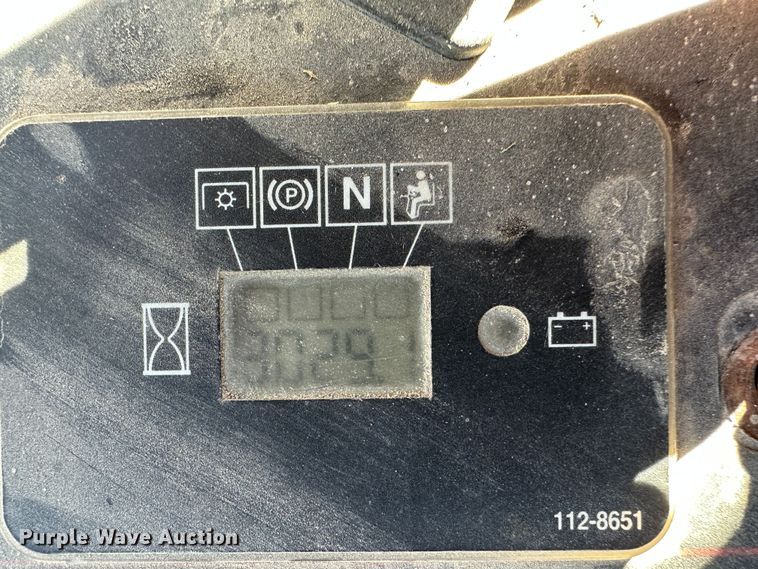 (P) N
112-8651
Purple Wave Auction